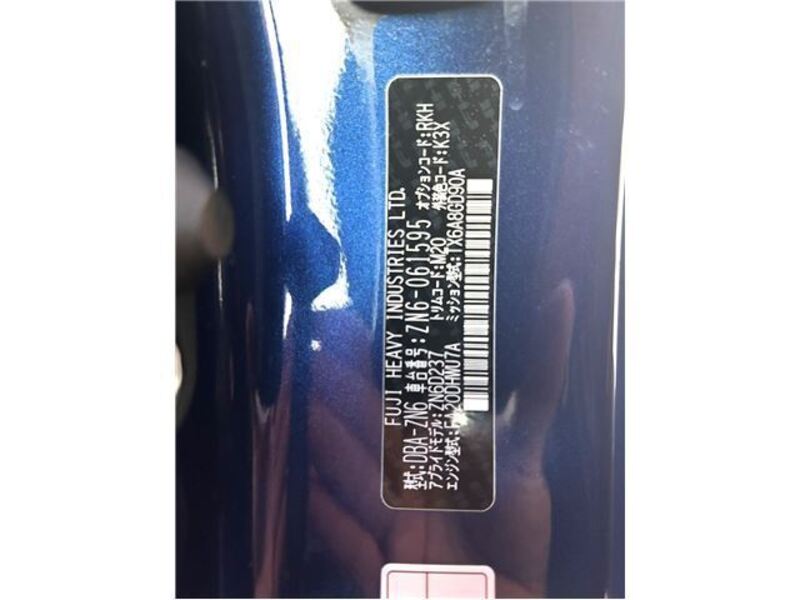 FUJI HEAVY INDUSTRIES LTD.
型式:DBA-ZN6 車台番号:ZN6-061595 オプションコード:RKH
アプライドモデル:ZN6D237 トリムコード:M20 外装色コード:K3X
エンジン型式:FA20DHWU7A ミッション型式:TX6A8GD90A